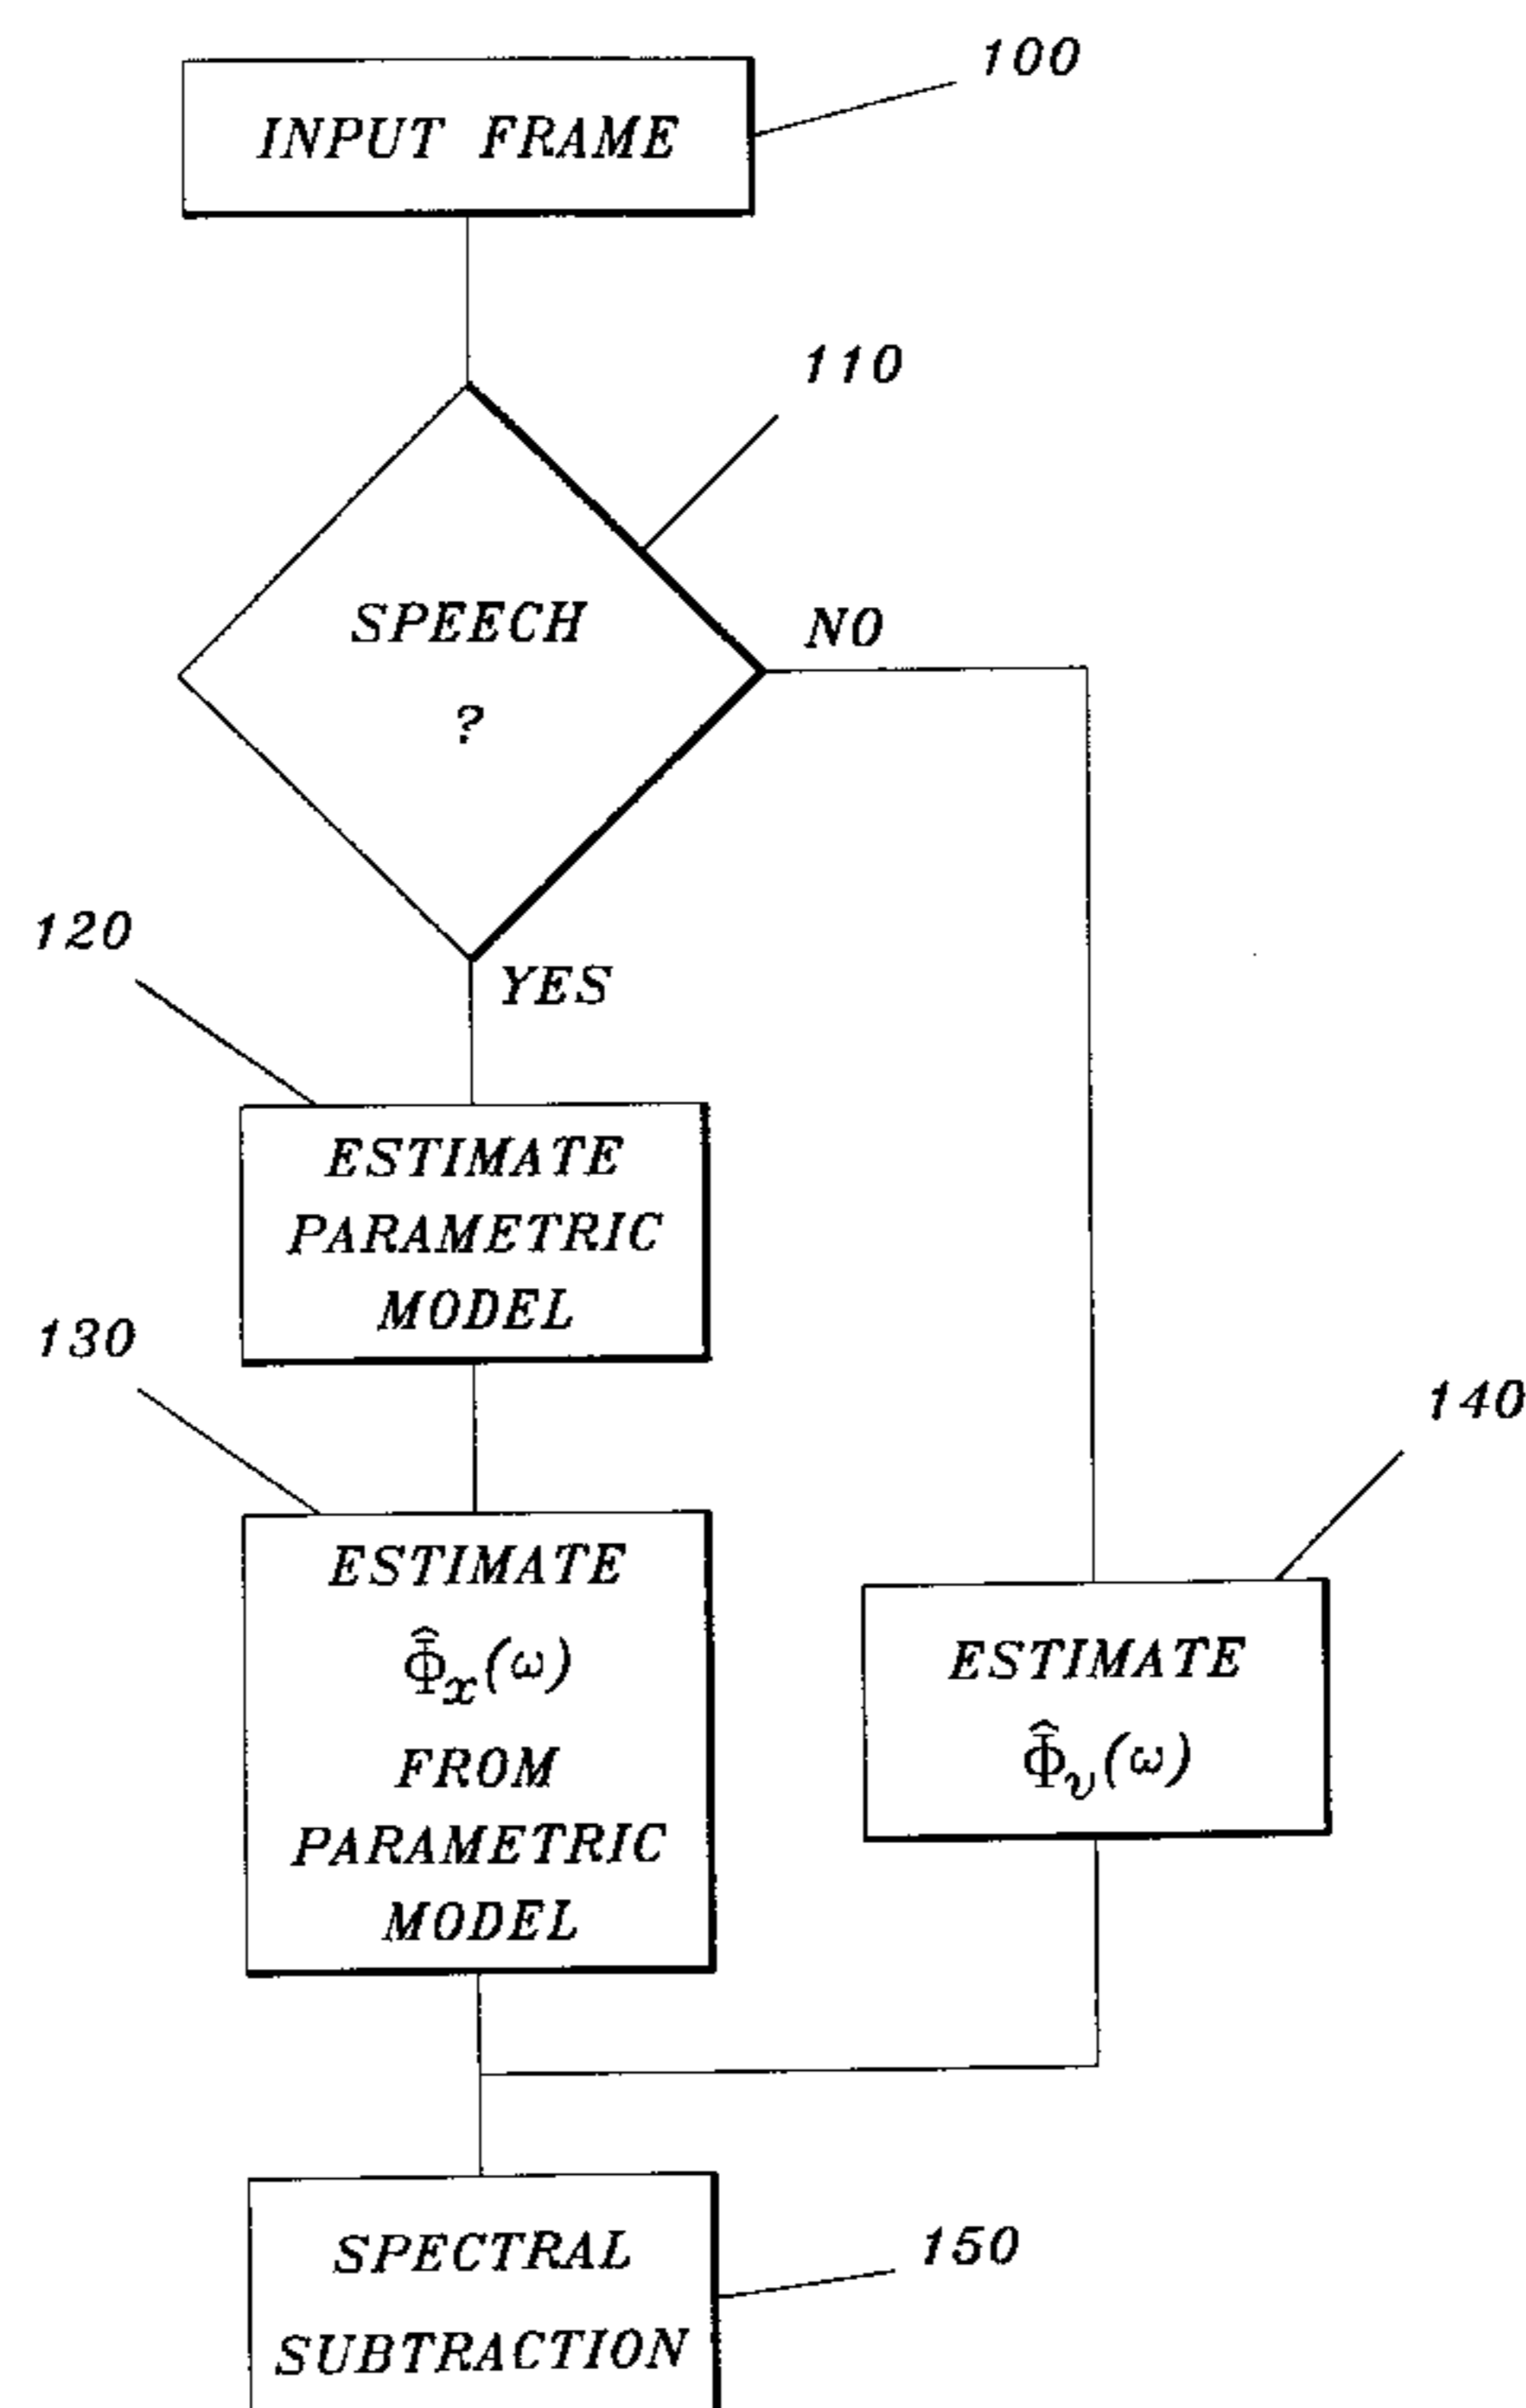 100
INPUT FRAME
110
SPEECH
?
NO
YES
120
ESTIMATE
PARAMETRIC
MODEL
130
ESTIMATE
Φ̂x(ω)
FROM
PARAMETRIC
MODEL
140
ESTIMATE
Φ̂v(ω)
SPECTRAL
SUBTRACTION
150